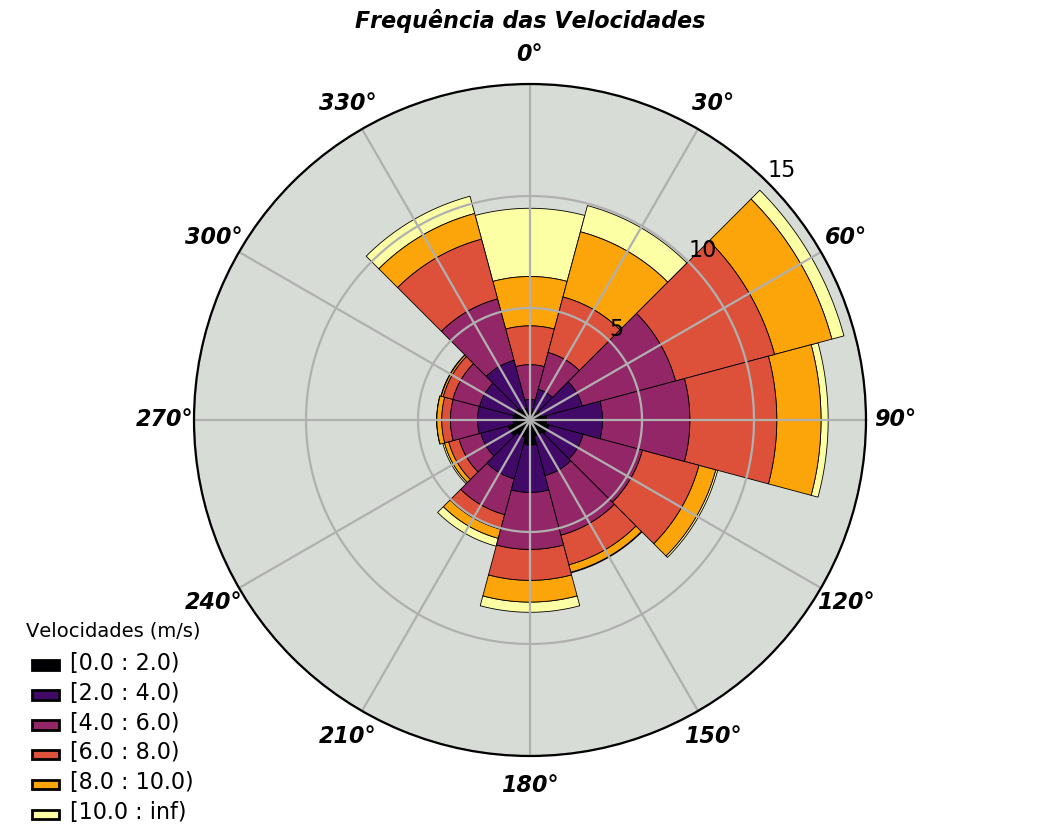 Frequência das Velocidades
0°
330°
30°
15
300°
60°
10
5
270°
90°
240°
120°
210°
150°
180°
Velocidades (m/s)
[0.0 : 2.0)
[2.0 : 4.0)
[4.0 : 6.0)
[6.0 : 8.0)
[8.0 : 10.0)
[10.0 : inf)